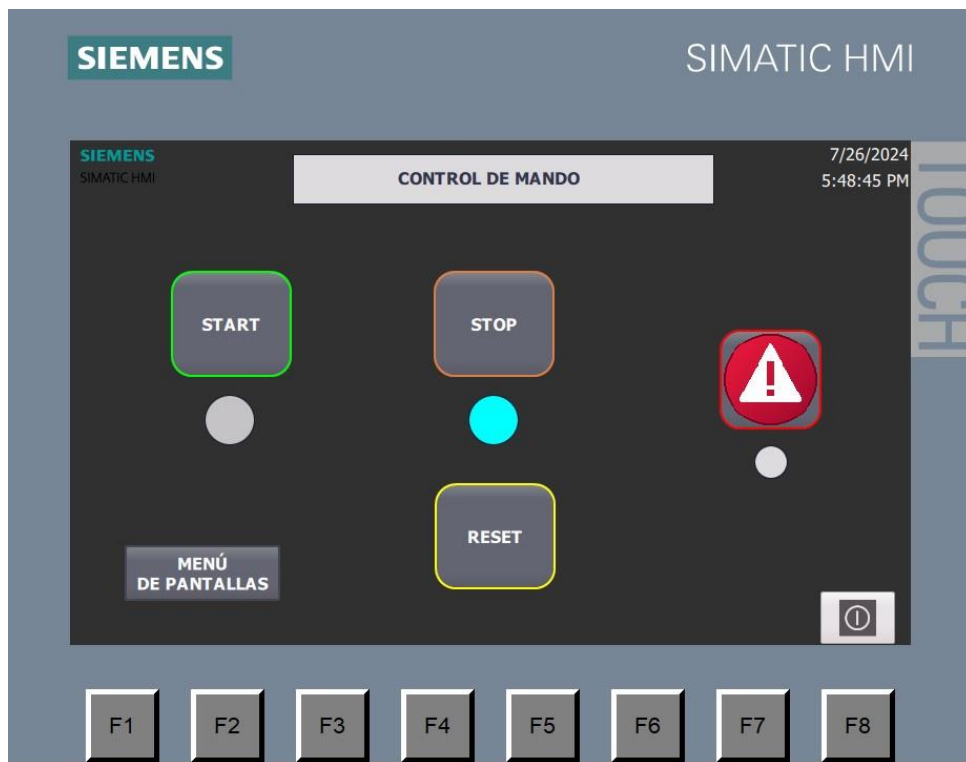 SIEMENS
SIMATIC HMI
SIEMENS
SIMATIC HMI
CONTROL DE MANDO
7/26/2024
5:48:45 PM
TOUCH
START
STOP
RESET
MENÚ
DE PANTALLAS
F1
F2
F3
F4
F5
F6
F7
F8